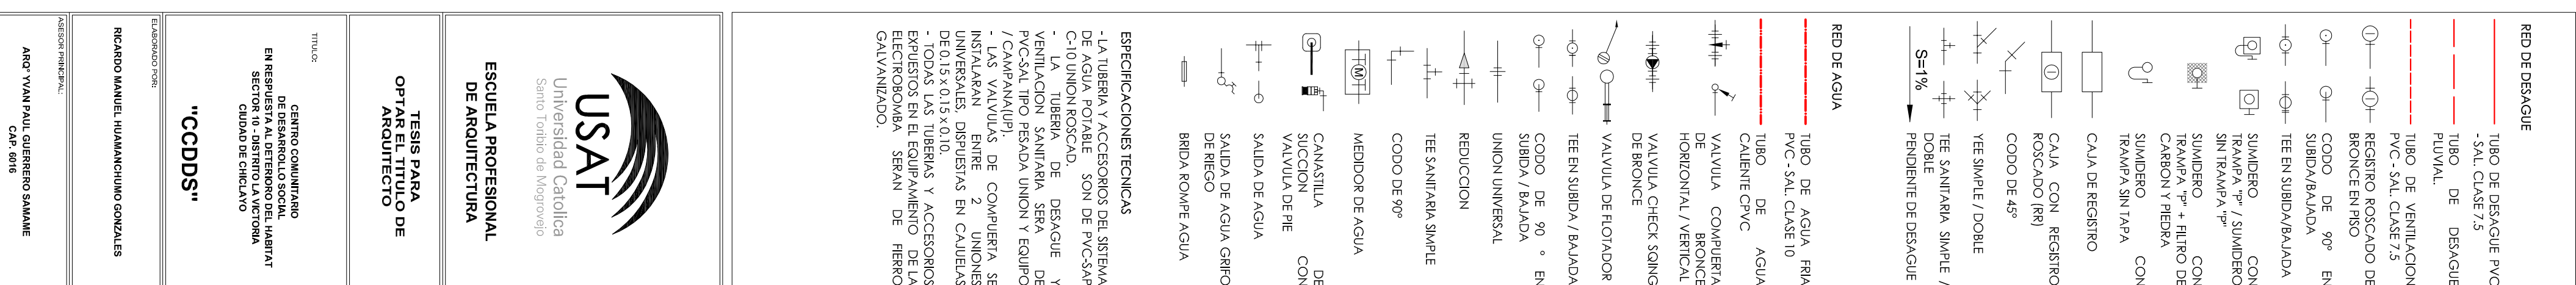 RED DE DESAGUE
TUBO DE DESAGUE PVC
- SAL. CLASE 7.5
TUBO DE DESAGUE
PLUVIAL.
TUBO DE VENTILACION
PVC - SAL. CLASE 7.5
REGISTRO ROSCADO DE
BRONCE EN PISO
CODO DE 90° EN
SUBIDA/BAJADA
TEE EN SUBIDA/BAJADA
SUMIDERO CON
TRAMPA "P" / SUMIDERO
SIN TRAMPA "P"
SUMIDERO CON
TRAMPA "P" + FILTRO DE
CARBON Y PIEDRA
SUMIDERO CON
TRAMPA SIN TAPA
CAJA DE REGISTRO
CAJA CON REGISTRO
ROSCADO (RR)
CODO DE 45°
YEE SIMPLE / DOBLE
TEE SANITARIA SIMPLE /
DOBLE
S=1%
PENDIENTE DE DESAGUE
RED DE AGUA
TUBO DE AGUA FRIA
PVC - SAL. CLASE 10
TUBO DE AGUA
CALIENTE CPVC
VALVULA COMPUERTA
DE BRONCE
HORIZONTAL / VERTICAL
VALVULA CHECK SQING
DE BRONCE
VALVULA DE FLOTADOR
TEE EN SUBIDA / BAJADA
CODO DE 90 ° EN
SUBIDA / BAJADA
UNION UNIVERSAL
REDUCCION
TEE SANITARIA SIMPLE
CODO DE 90°
M
MEDIDOR DE AGUA
CANASTILLA DE
SUCCION CON
VALVULA DE PIE
SALIDA DE AGUA
SALIDA DE AGUA GRIFO
DE RIEGO
BRIDA ROMPE AGUA
ESPECIFICACIONES TECNICAS
- LA TUBERIA Y ACCESORIOS DEL SISTEMA
DE AGUA POTABLE SON DE PVC-SAP
C-10 UNION ROSCAD.
- LA TUBERIA DE DESAGUE Y
VENTILACION SANITARIA SERA DE
PVC-SAL TIPO PESADA UNION Y EQUIPO
/ CAMPANA(UP).
- LAS VALVULAS DE COMPUERTA SE
INSTALARAN ENTRE 2 UNIONES
UNIVERSALES, DISPUESTAS EN CAJUELAS
DE 0.15 x 0.15 x 0.10.
- TODAS LAS TUBERIAS Y ACCESORIOS
EXPUESTOS EN EL EQUIPAMIENTO DE LA
ELECTROBOMBA SERAN DE FIERRO
GALVANIZADO.
USAT
Universidad Catolica
Santo Toribio de Mogrovejo
ESCUELA PROFESIONAL
DE ARQUITECTURA
TESIS PARA
OPTAR EL TITULO DE
ARQUITECTO
TITULO:
CENTRO COMUNITARIO
DE DESARROLLO SOCIAL
EN RESPUESTA AL DETERIORO DEL HABITAT
SECTOR 10 - DISTRITO LA VICTORIA
CIUDAD DE CHICLAYO
"CCDDS"
ELABORADO POR:
RICARDO MANUEL HUAMANCHUMO GONZALES
ASESOR PRINCIPAL:
ARQ° YVAN PAUL GUERRERO SAMAME
CAP. 6016